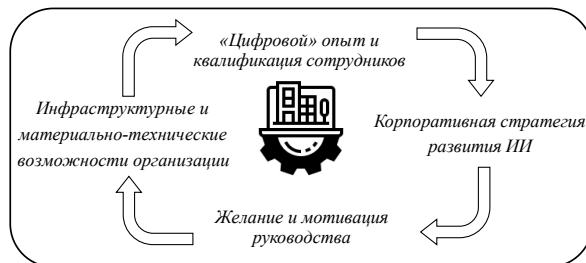 «Цифровой» опыт и
квалификация сотрудников
Инфраструктурные и
материально-технические
возможности организации
Корпоративная стратегия
развития ИИ
Желание и мотивация
руководства